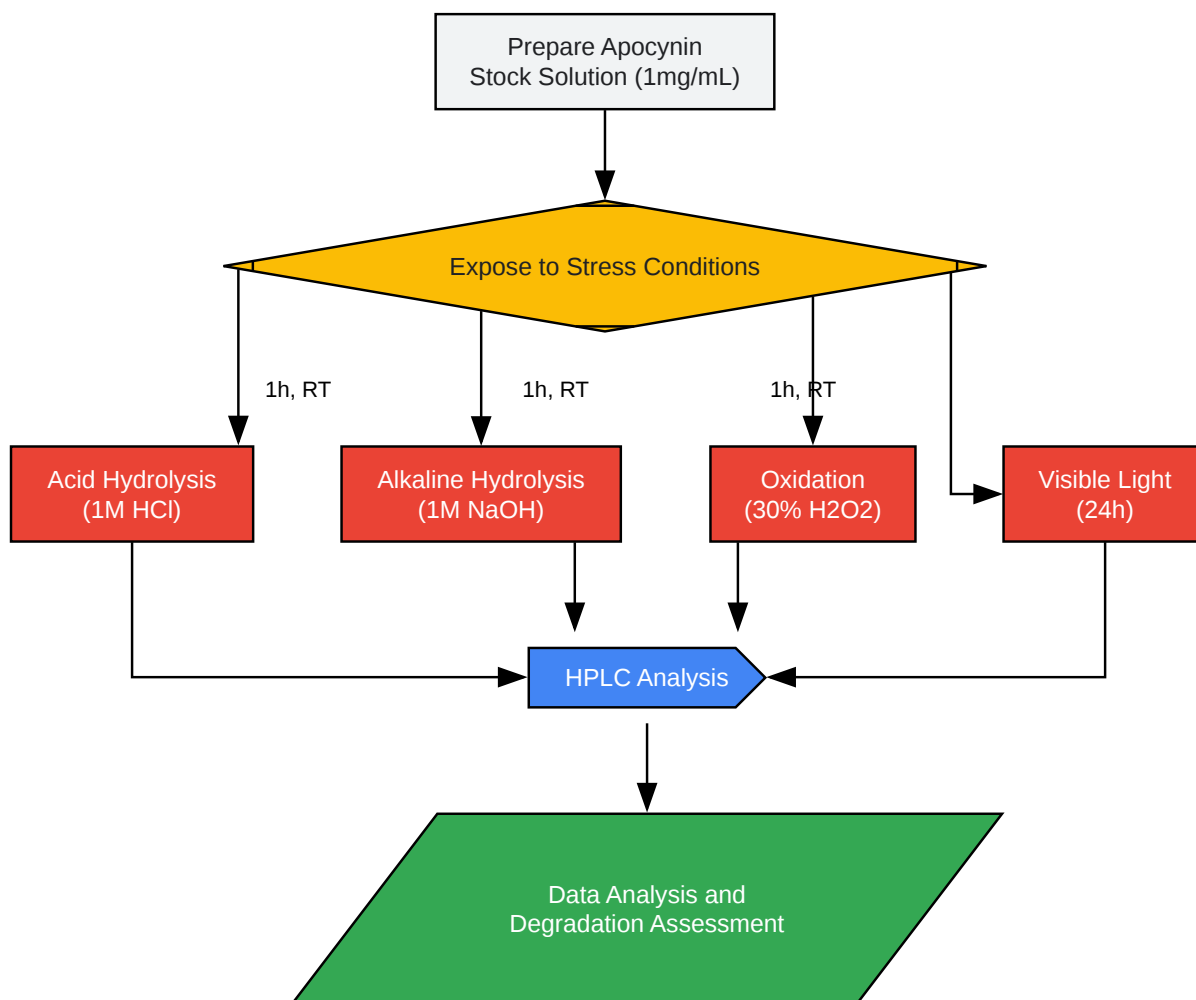 Prepare Apocynin
Stock Solution (1mg/mL)
Expose to Stress Conditions
1h, RT
1h, RT
1h, RT
Acid Hydrolysis
(1M HCl)
Alkaline Hydrolysis
(1M NaOH)
Oxidation
(30% H2O2)
Visible Light
(24h)
HPLC Analysis
Data Analysis and
Degradation Assessment